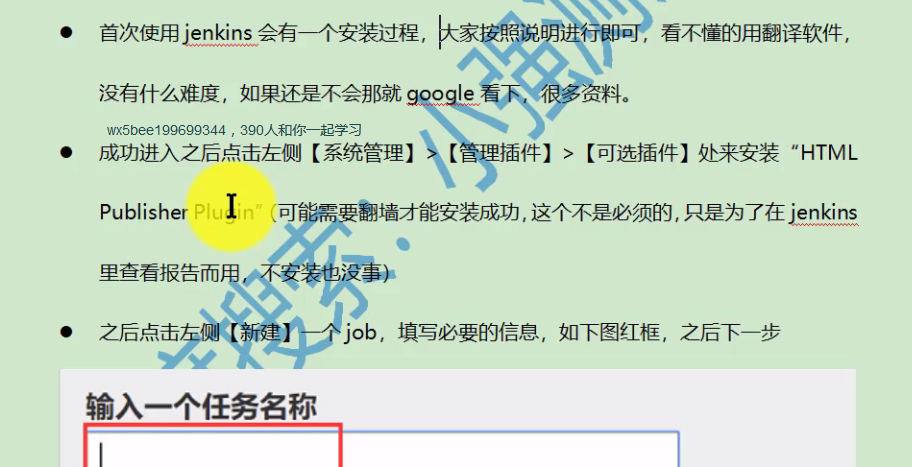 首次使用 jenkins 会有一个安装过程，大家按照说明进行即可，看不懂的用翻译软件，
没有什么难度，如果还是不会那就 google 看下，很多资料。
wx5bee199699344，390人和你一起学习
成功进入之后点击左侧【系统管理】>【管理插件】>【可选插件】处来安装“HTML
Publisher Plugin”（可能需要翻墙才能安装成功，这个不是必须的，只是为了在 jenkins
里查看报告而用，不安装也没事）
之后点击左侧【新建】一个 job，填写必要的信息，如下图红框，之后下一步
搜索：小强测
输入一个任务名称